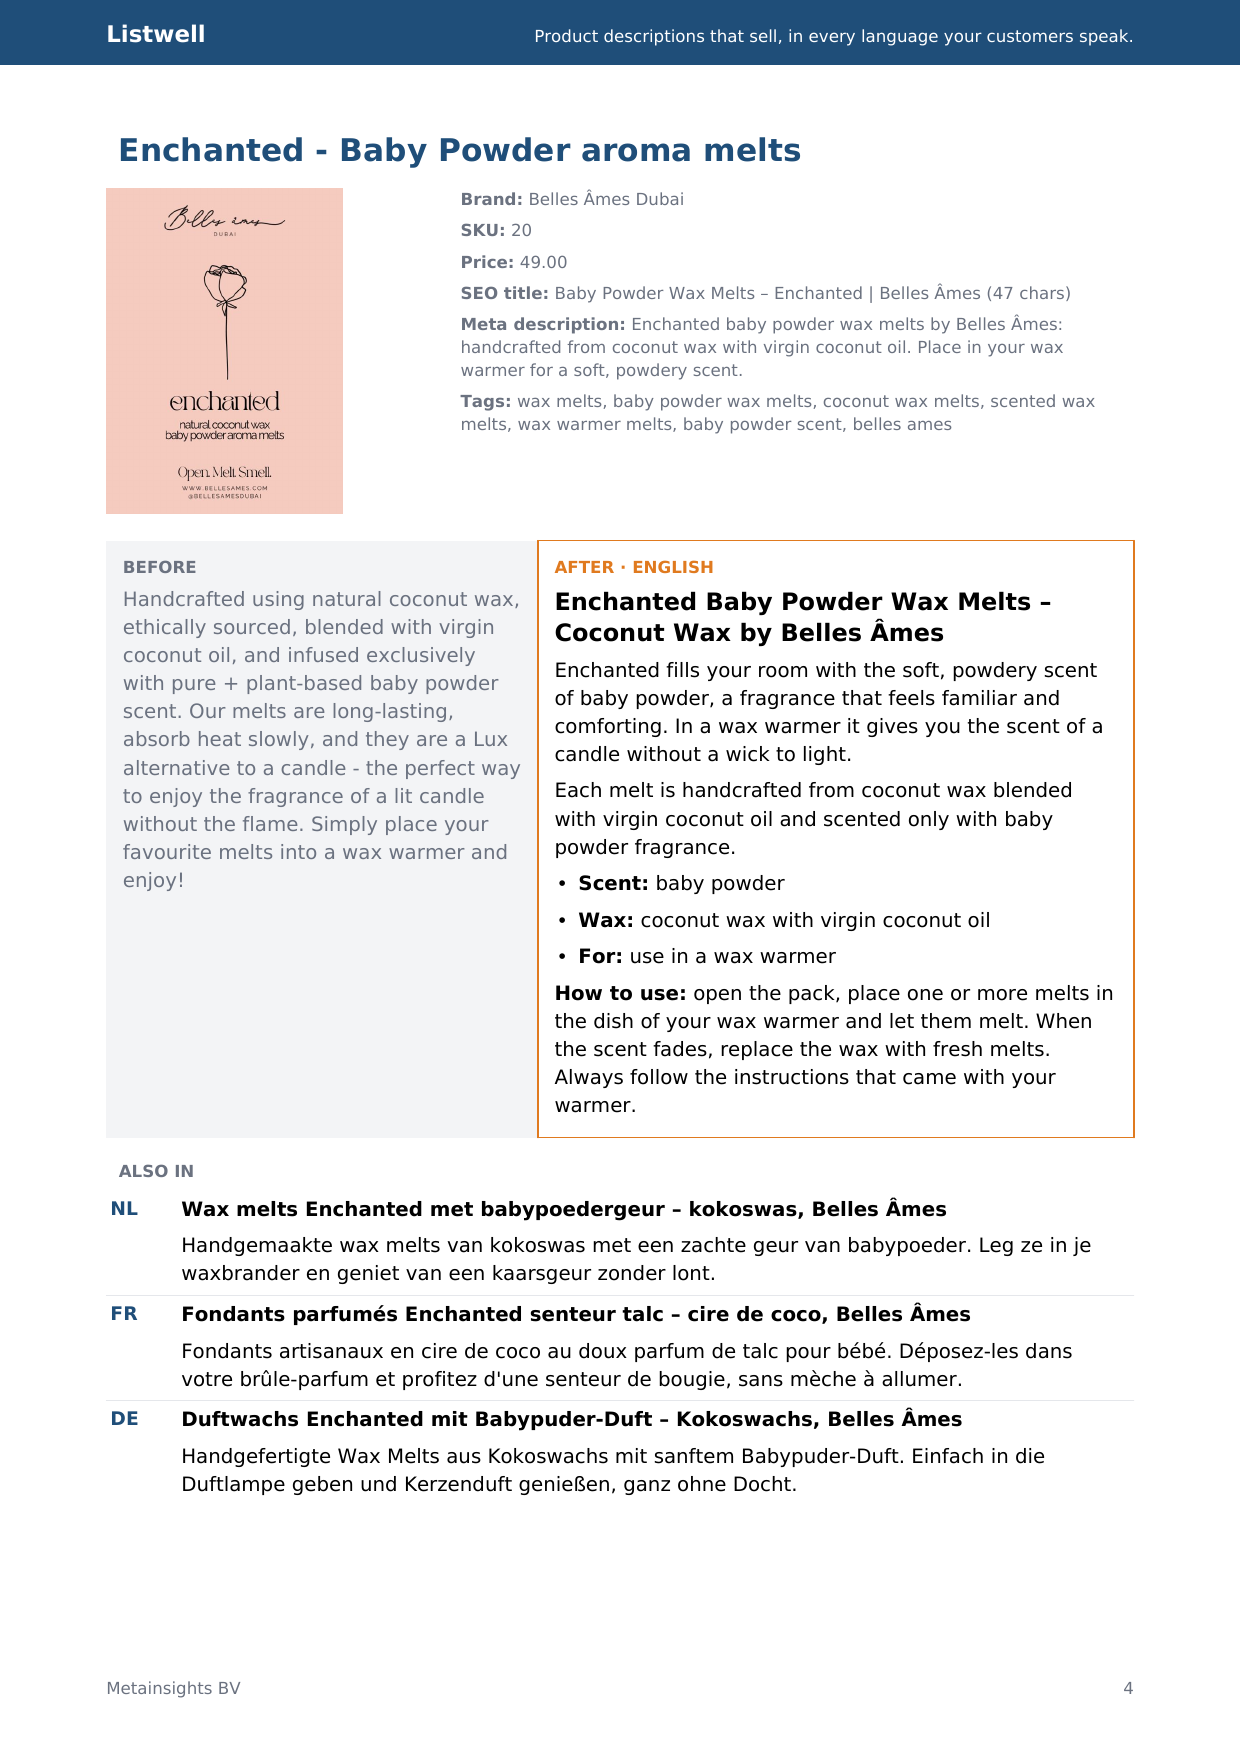 Listwell
Product descriptions that sell, in every language your customers speak.
Enchanted - Baby Powder aroma melts
Belles âmes
DUBAI
enchanted
natural coconut wax
baby powder aroma melts
Open. Melt. Smell.
WWW.BELLESAMES.COM
@BELLESAMESDUBAI
Brand: Belles Âmes Dubai
SKU: 20
Price: 49.00
SEO title: Baby Powder Wax Melts – Enchanted | Belles Âmes (47 chars)
Meta description: Enchanted baby powder wax melts by Belles Âmes:
handcrafted from coconut wax with virgin coconut oil. Place in your wax
warmer for a soft, powdery scent.
Tags: wax melts, baby powder wax melts, coconut wax melts, scented wax
melts, wax warmer melts, baby powder scent, belles ames
BEFORE
Handcrafted using natural coconut wax,
ethically sourced, blended with virgin
coconut oil, and infused exclusively
with pure + plant-based baby powder
scent. Our melts are long-lasting,
absorb heat slowly, and they are a Lux
alternative to a candle - the perfect way
to enjoy the fragrance of a lit candle
without the flame. Simply place your
favourite melts into a wax warmer and
enjoy!
AFTER · ENGLISH
Enchanted Baby Powder Wax Melts –
Coconut Wax by Belles Âmes
Enchanted fills your room with the soft, powdery scent
of baby powder, a fragrance that feels familiar and
comforting. In a wax warmer it gives you the scent of a
candle without a wick to light.
Each melt is handcrafted from coconut wax blended
with virgin coconut oil and scented only with baby
powder fragrance.
• Scent: baby powder
• Wax: coconut wax with virgin coconut oil
• For: use in a wax warmer
How to use: open the pack, place one or more melts in
the dish of your wax warmer and let them melt. When
the scent fades, replace the wax with fresh melts.
Always follow the instructions that came with your
warmer.
ALSO IN
NL
Wax melts Enchanted met babypoedergeur – kokoswas, Belles Âmes
Handgemaakte wax melts van kokoswas met een zachte geur van babypoeder. Leg ze in je
waxbrander en geniet van een kaarsgeur zonder lont.
FR
Fondants parfumés Enchanted senteur talc – cire de coco, Belles Âmes
Fondants artisanaux en cire de coco au doux parfum de talc pour bébé. Déposez-les dans
votre brûle-parfum et profitez d'une senteur de bougie, sans mèche à allumer.
DE
Duftwachs Enchanted mit Babypuder-Duft – Kokoswachs, Belles Âmes
Handgefertigte Wax Melts aus Kokoswachs mit sanftem Babypuder-Duft. Einfach in die
Duftlampe geben und Kerzenduft genießen, ganz ohne Docht.
Metainsights BV
4